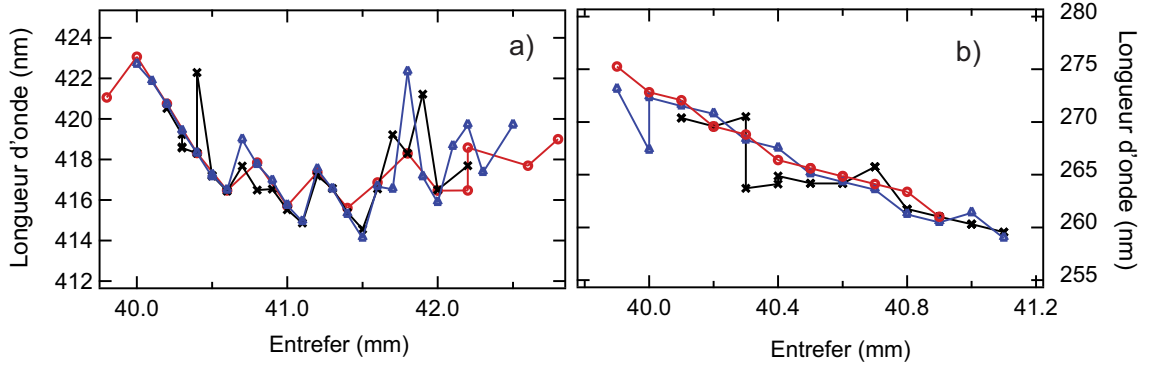 424
422
420
418
416
414
412
Longueur d'onde (nm)
a)
40.0 41.0 42.0
Entrefer (mm)
b)
280
275
270
265
260
255
Longueur d'onde (nm)
40.0 40.4 40.8 41.2
Entrefer (mm)